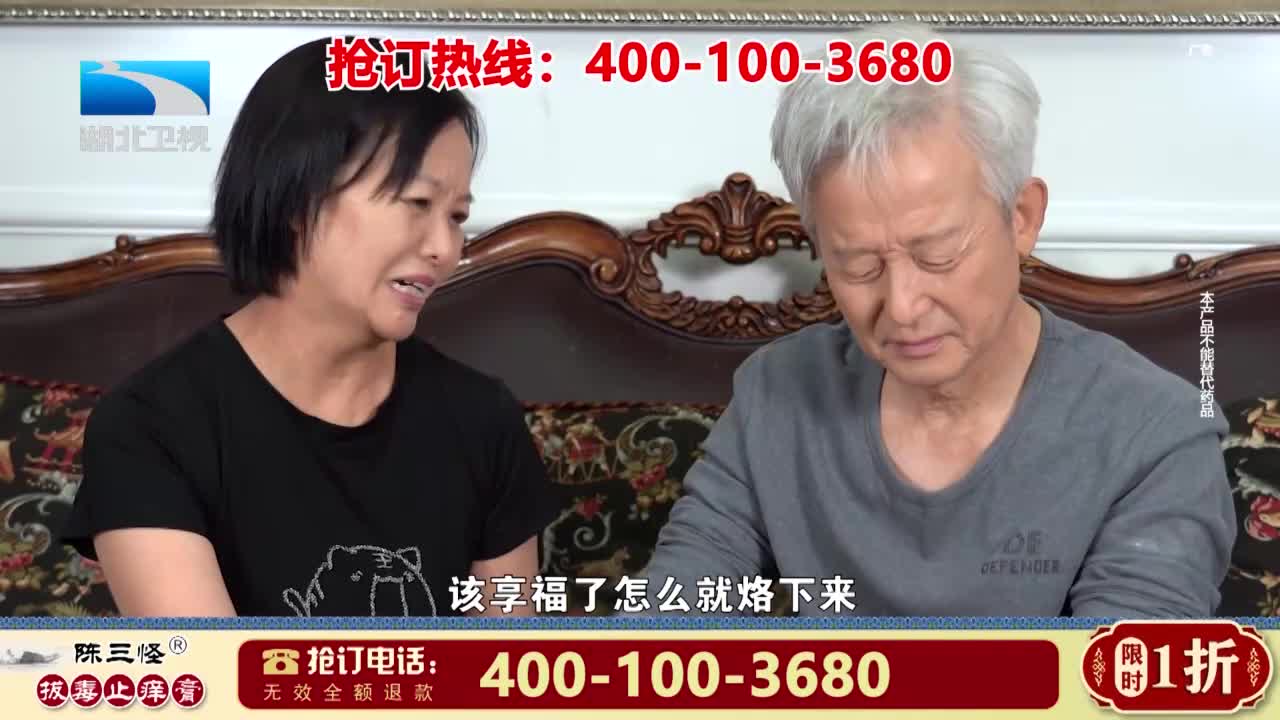 抢订热线：400-100-3680
湖北卫视
本产品不能替代药品
DE
DEFENDER
该享福了怎么就烙下来
陈三怪®
拔毒止痒膏
抢订电话：
无效全额退款
400-100-3680
限时1折